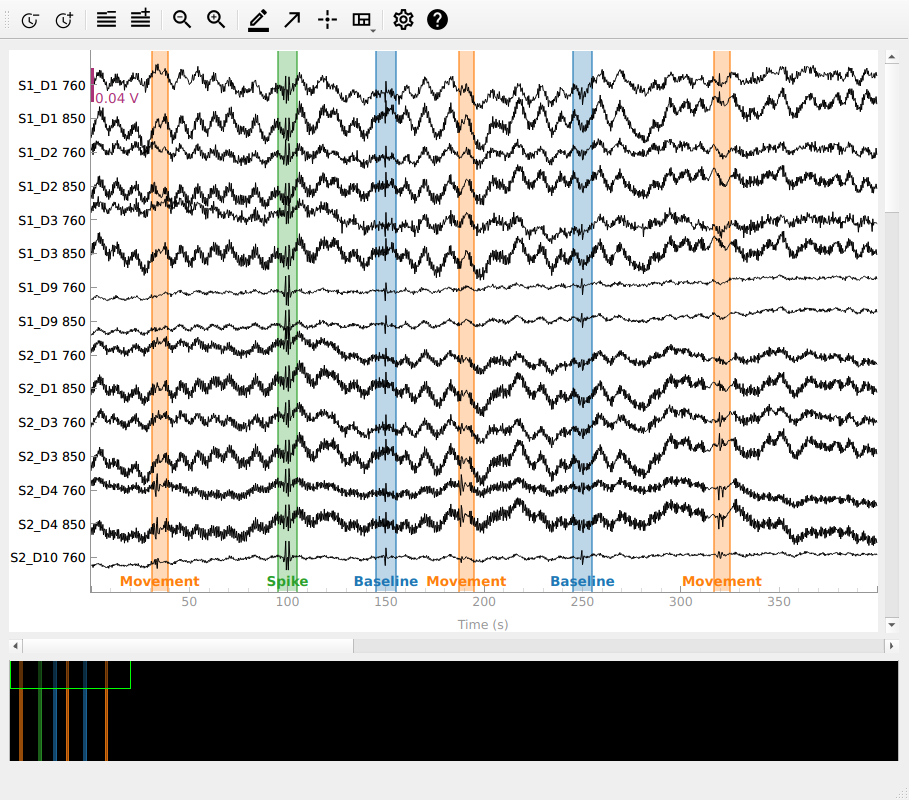 S1_D1 760
0.04 V
S1_D1 850
S1_D2 760
S1_D2 850
S1_D3 760
S1_D3 850
S1_D9 760
S1_D9 850
S2_D1 760
S2_D1 850
S2_D3 760
S2_D3 850
S2_D4 760
S2_D4 850
S2_D10 760
Movement Spike Baseline Movement Baseline Movement
50 100 150 200 250 300 350
Time (s)